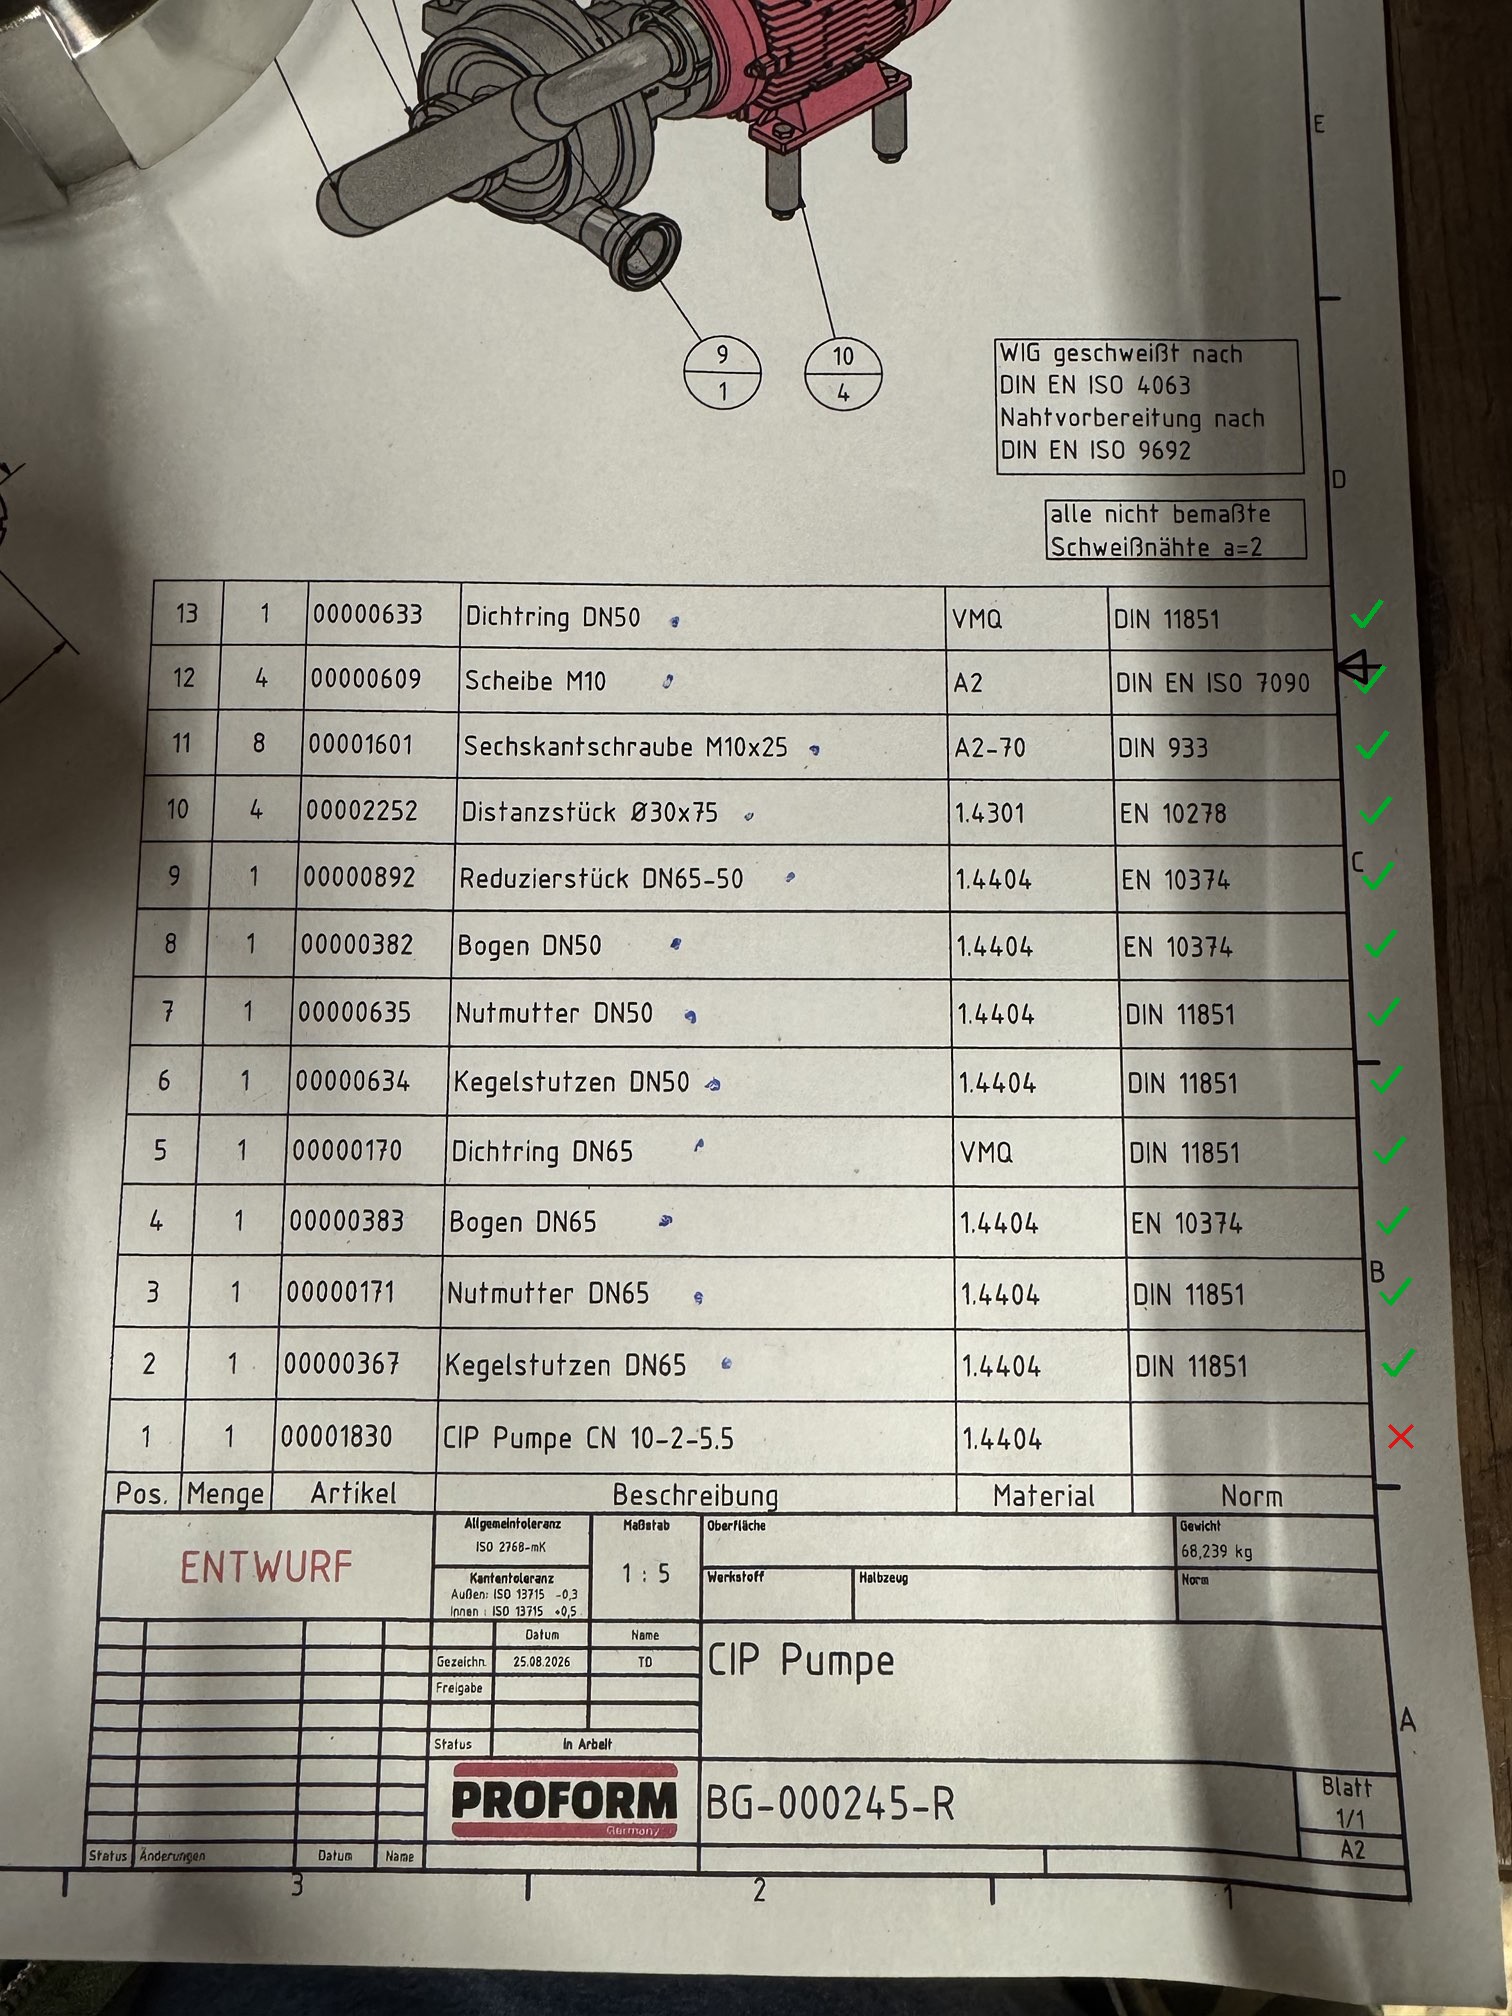 E
9
1
10
4
WIG geschweißt nach
DIN EN ISO 4063
Nahtvorbereitung nach
DIN EN ISO 9692
D
alle nicht bemaßte
Schweißnähte a=2
13 1 00000633 Dichtring DN50 VMQ DIN 11851
12 4 00000609 Scheibe M10 A2 DIN EN ISO 7090
11 8 00001601 Sechskantschraube M10x25 A2-70 DIN 933
10 4 00002252 Distanzstück Ø30x75 1.4301 EN 10278
C
9 1 00000892 Reduzierstück DN65-50 1.4404 EN 10374
8 1 00000382 Bogen DN50 1.4404 EN 10374
7 1 00000635 Nutmutter DN50 1.4404 DIN 11851
6 1 00000634 Kegelstutzen DN50 1.4404 DIN 11851
5 1 00000170 Dichtring DN65 VMQ DIN 11851
4 1 00000383 Bogen DN65 1.4404 EN 10374
B
3 1 00000171 Nutmutter DN65 1.4404 DIN 11851
2 1 00000367 Kegelstutzen DN65 1.4404 DIN 11851
1 1 00001830 CIP Pumpe CN 10-2-5.5 1.4404
Pos. Menge Artikel Beschreibung Material Norm
ENTWURF
Allgemeintoleranz
ISO 2768-mK
Kantentoleranz
Außen: ISO 13715 -0,3
Innen : ISO 13715 +0,5
Maßstab
1 : 5
Oberfläche
Gewicht
68,239 kg
Werkstoff
Halbzeug
Norm
Datum Name
Gezeichn. 25.08.2026 TD
Freigabe
Status In Arbeit
CIP Pumpe
A
PROFORM
Germany
BG-000245-R
Blatt
1/1
A2
Status Änderungen Datum Name
3 2 1